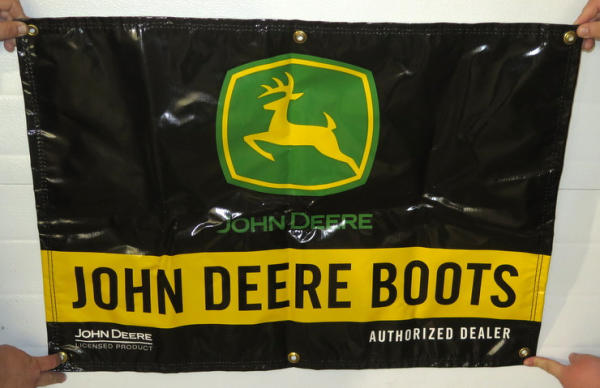 JOHN DEERE
JOHN DEERE BOOTS
JOHN DEERE
LICENSED PRODUCT
AUTHORIZED DEALER